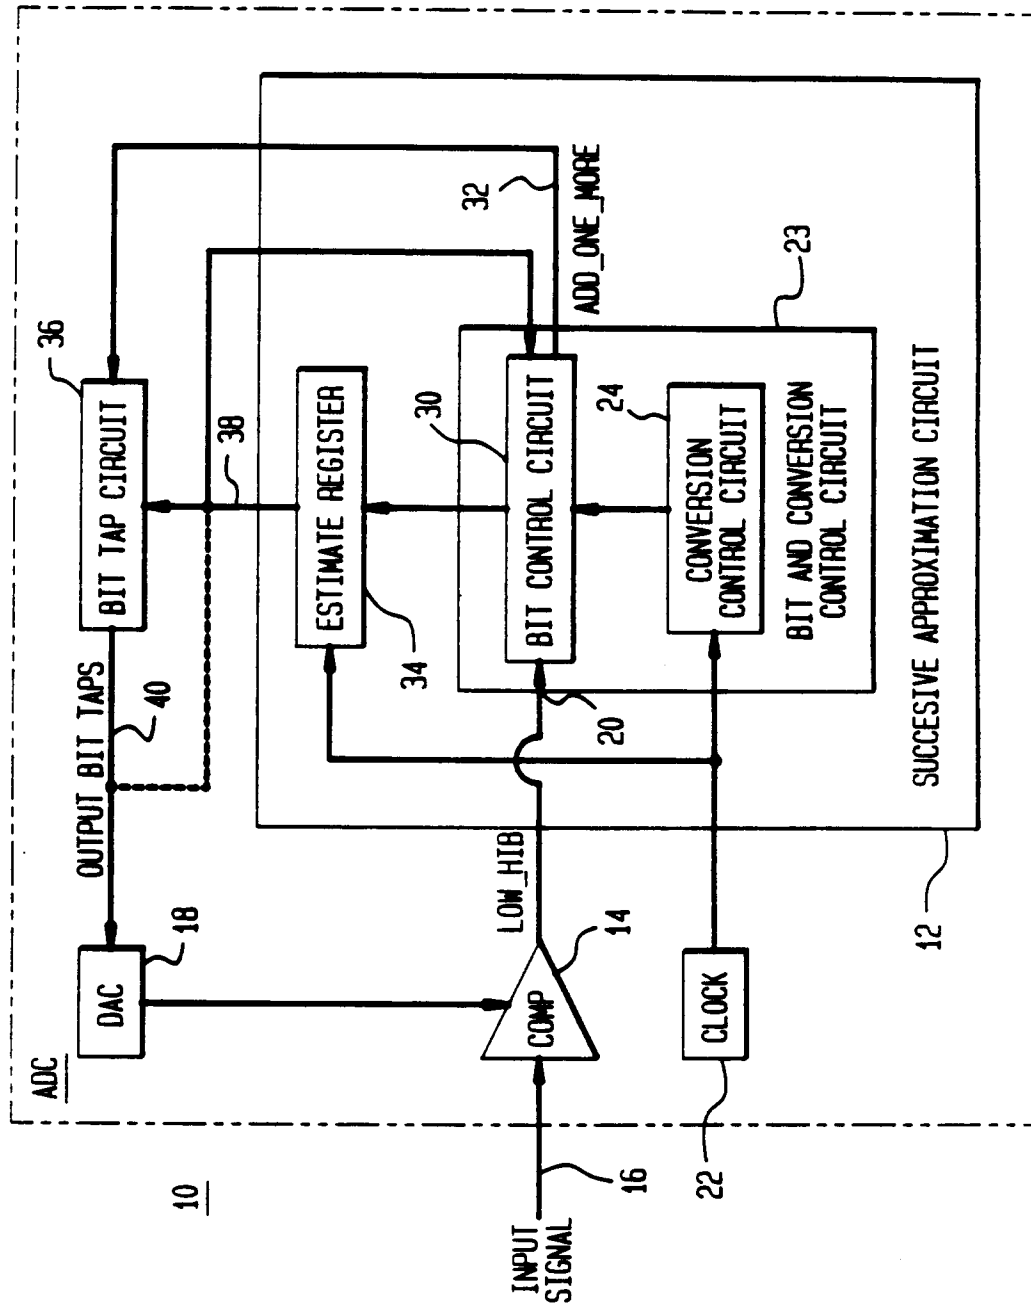 10
ADC
DAC
18
OUTPUT BIT TAPS
40
BIT TAP CIRCUIT
36
38
ESTIMATE REGISTER
34
32
ADD_ONE_MORE
INPUT
SIGNAL
16
COMP
14
LOW_HIB
20
BIT CONTROL CIRCUIT
30
CLOCK
22
CONVERSION
CONTROL CIRCUIT
24
BIT AND CONVERSION
CONTROL CIRCUIT
23
SUCCESIVE APPROXIMATION CIRCUIT
12